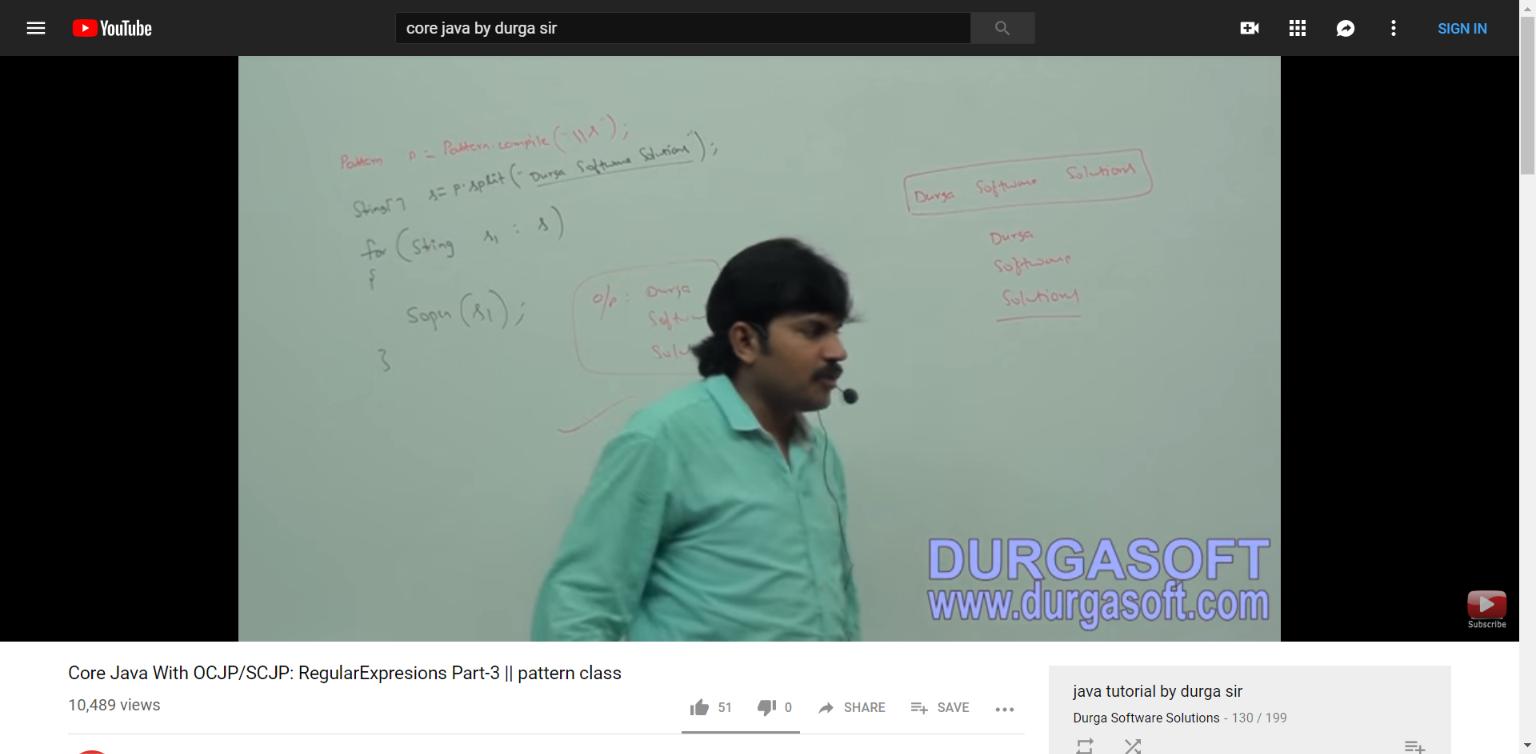 YouTube
core java by durga sir
SIGN IN
Pattern p = Pattern.compile("\\s");
String[] s = p.split("Durga Software Solutions");
for (String s1 : s)
{
Sopln(s1);
}
o/p : Durga
Softw
Solu
Durga Software Solutions
Durga
Software
Solutions
DURGASOFT
www.durgasoft.com
Subscribe
Core Java With OCJP/SCJP: RegularExpresions Part-3 || pattern class
10,489 views
51
0
SHARE
SAVE
java tutorial by durga sir
Durga Software Solutions - 130 / 199